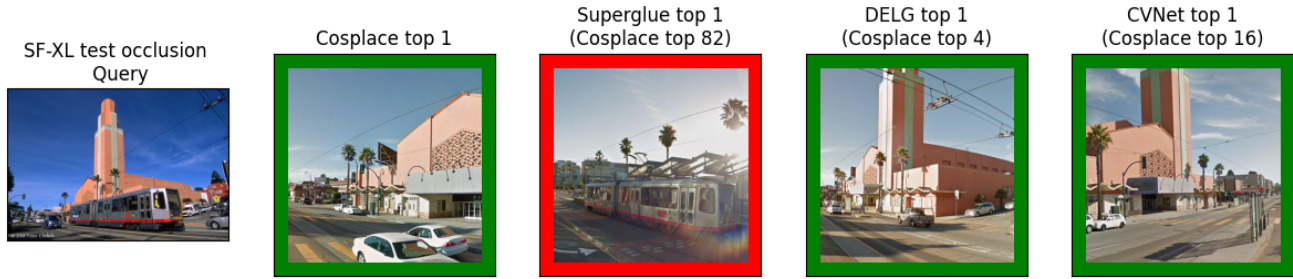 SF-XL test occlusion
Query
Cosplace top 1
Superglue top 1
(Cosplace top 82)
DELG top 1
(Cosplace top 4)
CVNet top 1
(Cosplace top 16)